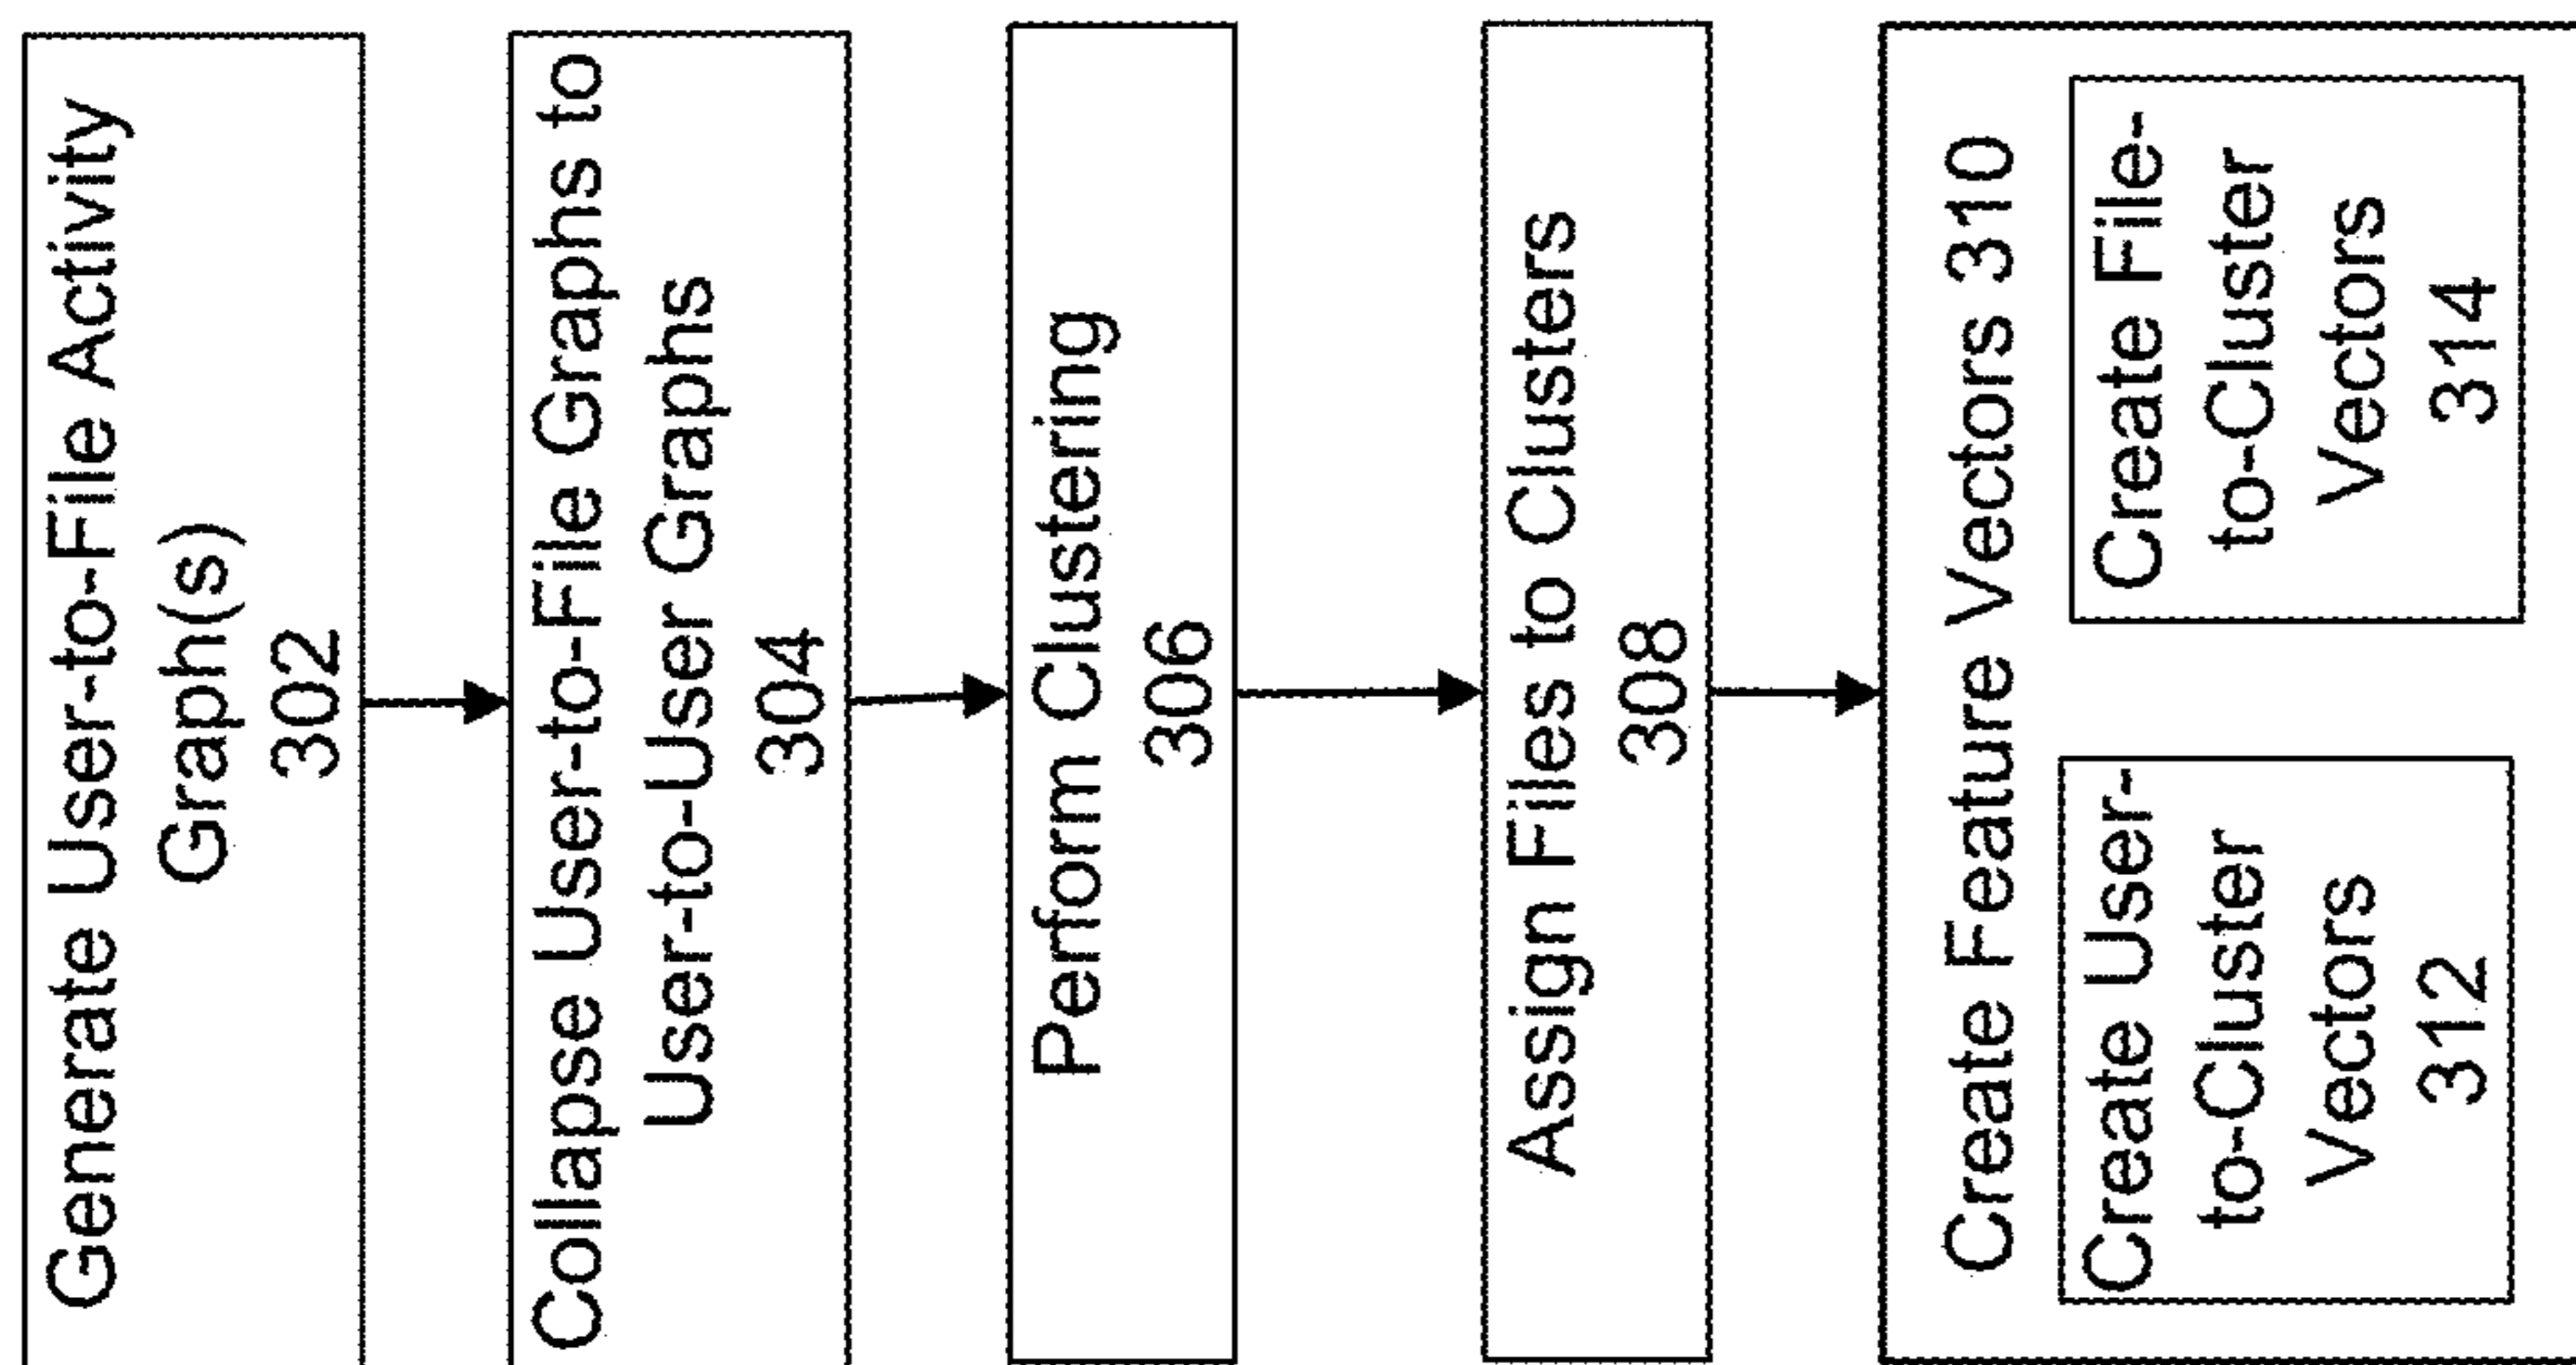 Generate User-to-File Activity
Graph(s)
302
Collapse User-to-File Graphs to
User-to-User Graphs
304
Perform Clustering
306
Assign Files to Clusters
308
Create Feature Vectors 310
Create User-
to-Cluster
Vectors
312
Create File-
to-Cluster
Vectors
314